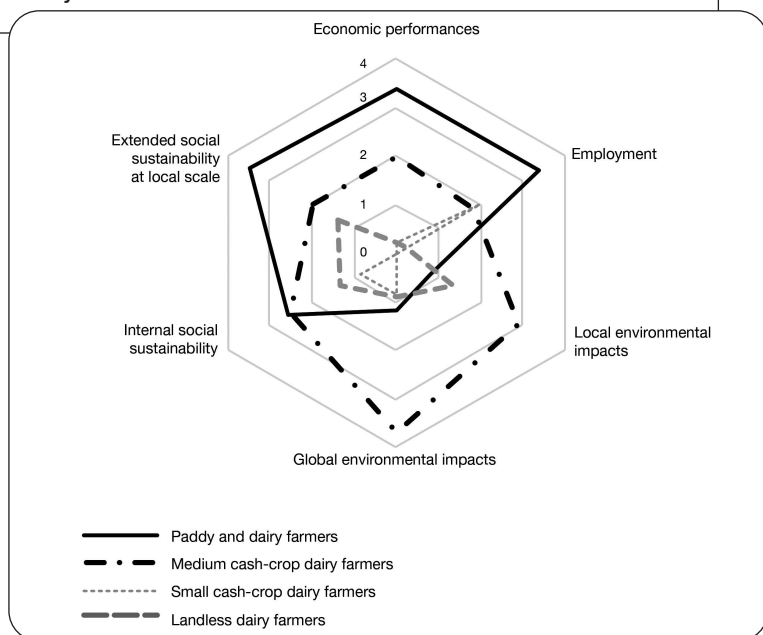 Economic performances
4
3
2
1
0
Extended social
sustainability
at local scale
Employment
Internal social
sustainability
Local environmental
impacts
Global environmental impacts
Paddy and dairy farmers
Medium cash-crop dairy farmers
Small cash-crop dairy farmers
Landless dairy farmers